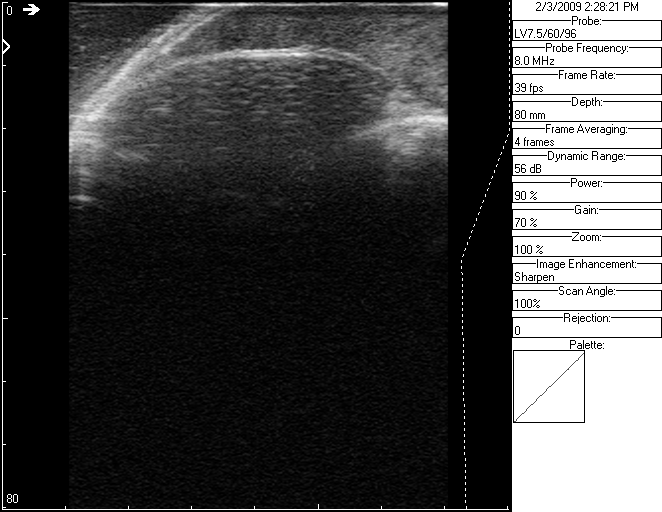 0
80
2/3/2009 2:28:21 PM
Probe:
LV7.5/60/96
Probe Frequency:
8.0 MHz
Frame Rate:
39 fps
Depth:
80 mm
Frame Averaging:
4 frames
Dynamic Range:
56 dB
Power:
90 %
Gain:
70 %
Zoom:
100 %
Image Enhancement:
Sharpen
Scan Angle:
100%
Rejection:
0
Palette: